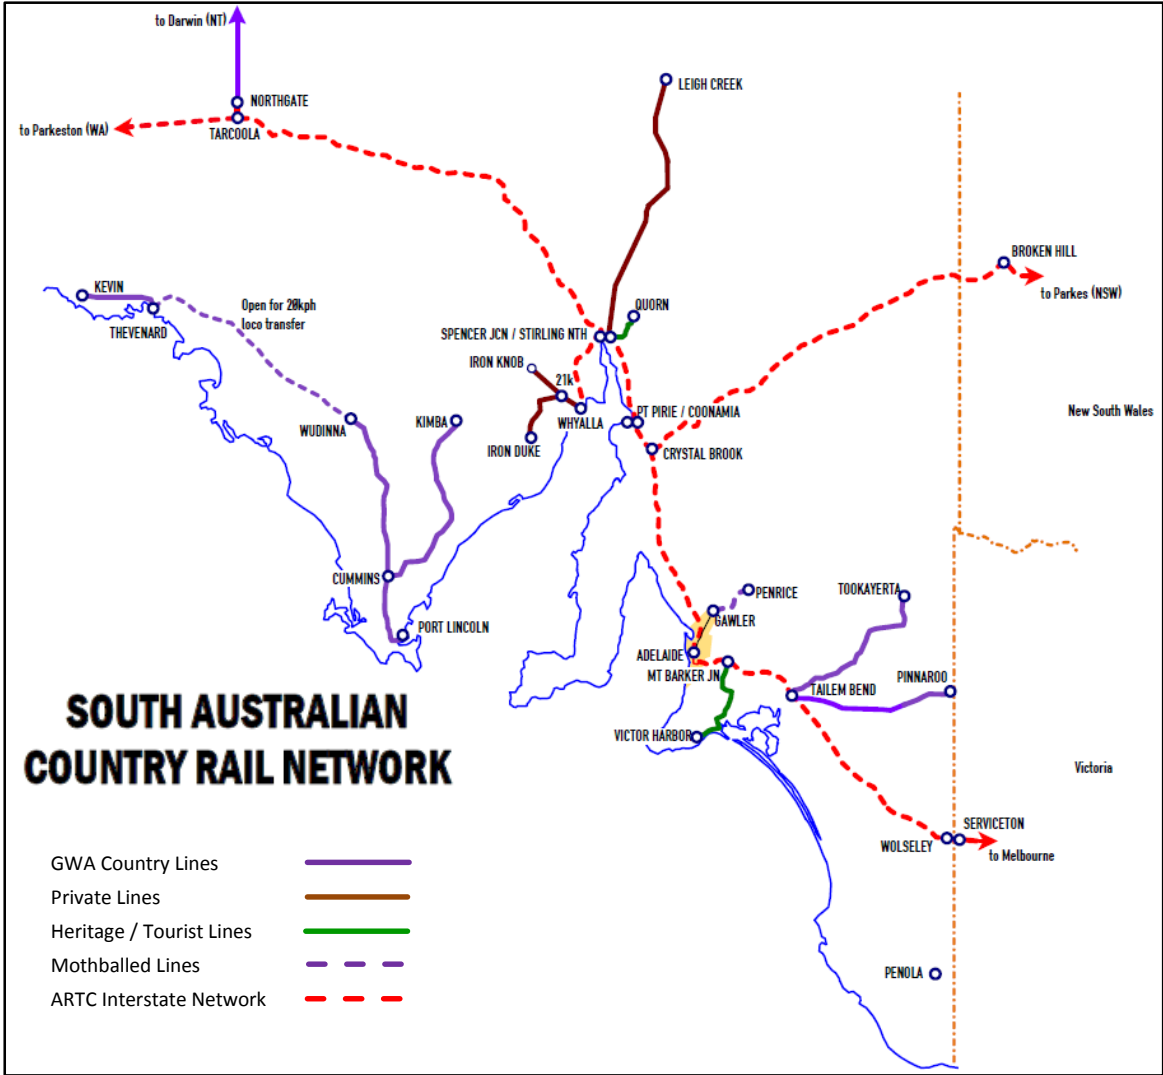 to Darwin (NT)
NORTHGATE
LEIGH CREEK
to Parkeston (WA)
TARCOOLA
BROKEN HILL
to Parkes (NSW)
KEVIN
Open for 20kph
loco transfer
QUORN
THEVENARD
SPENCER JCN / STIRLING NTH
IRON KNOB
21k
WUDINNA
KIMBA
WHYALLA
PT PIRIE / COONAMIA
New South Wales
IRON DUKE
CRYSTAL BROOK
CUMMINS
PENRICE
TOOKAYERTA
GAWLER
PORT LINCOLN
ADELAIDE
MT BARKER JN
PINNAROO
TAILEM BEND
SOUTH AUSTRALIAN
COUNTRY RAIL NETWORK
VICTOR HARBOR
Victoria
SERVICETON
WOLSELEY
to Melbourne
GWA Country Lines
Private Lines
Heritage / Tourist Lines
Mothballed Lines
PENOLA
ARTC Interstate Network